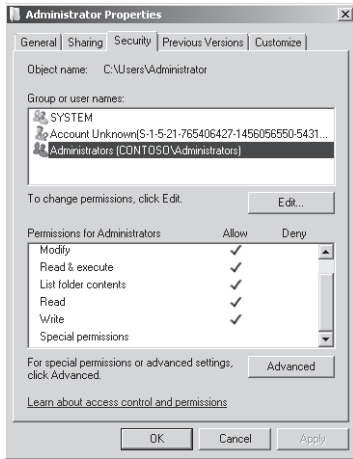 Administrator Properties
General Sharing Security Previous Versions Customize
Object name: C:\Users\Administrator
Group or user names:
SYSTEM
Account Unknown(S-1-5-21-765406427-1456056550-5431...
Administrators (CONTOSO\Administrators)
To change permissions, click Edit. Edit...
Permissions for Administrators Allow Deny
Modify
Read & execute
List folder contents
Read
Write
Special permissions
For special permissions or advanced settings,
click Advanced. Advanced
Learn about access control and permissions
OK Cancel Apply